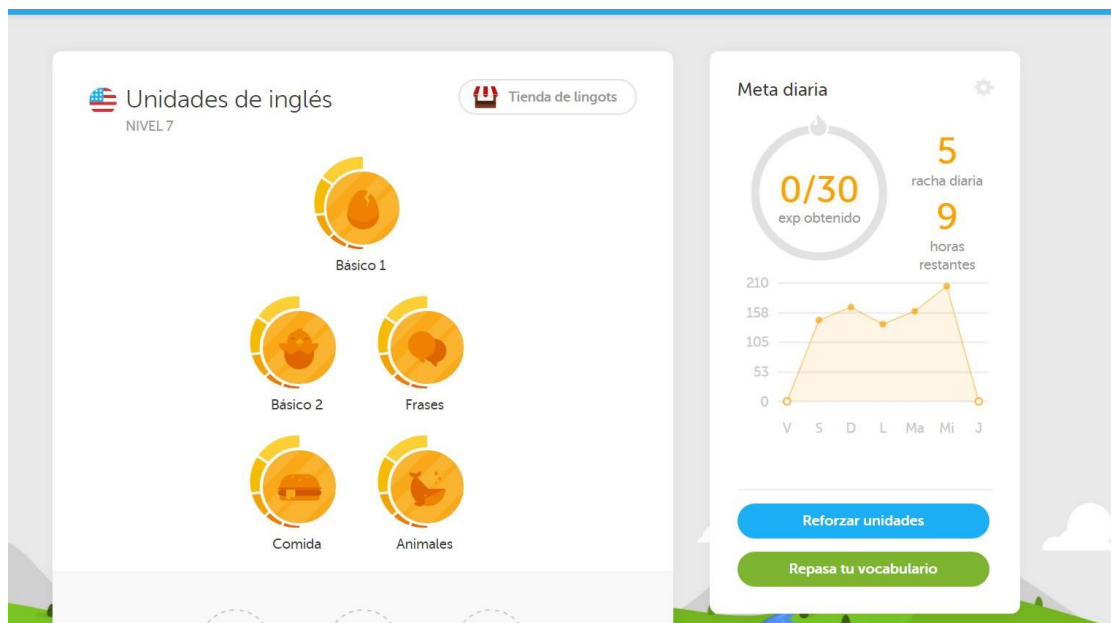 Unidades de inglés
NIVEL 7
Tienda de lingots
Básico 1
Básico 2
Frases
Comida
Animales
Meta diaria
0/30
exp obtenido
5
racha diaria
9
horas
restantes
210
158
105
53
0
V S D L Ma Mi J
Reforzar unidades
Repasa tu vocabulario